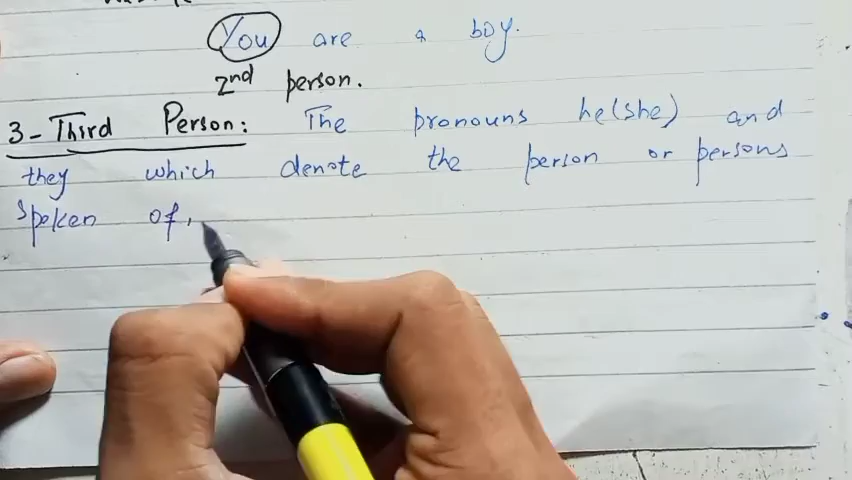 You are a boy.
2nd person.
3- Third Person: The pronouns he(she) and
they which denote the person or persons
spoken of,